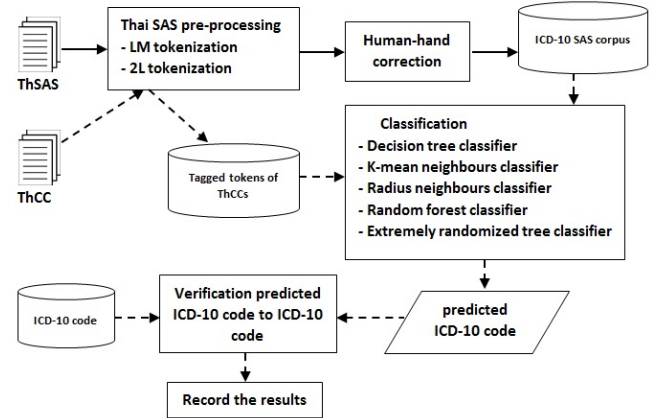 Thai SAS pre-processing
- LM tokenization
- 2L tokenization
Human-hand
correction
ICD-10 SAS corpus
ThSAS
Classification
- Decision tree classifier
- K-mean neighbours classifier
- Radius neighbours classifier
- Random forest classifier
- Extremely randomized tree classifier
ThCC
Tagged tokens of
ThCCs
ICD-10 code
Verification predicted
ICD-10 code to ICD-10
code
predicted
ICD-10 code
Record the results